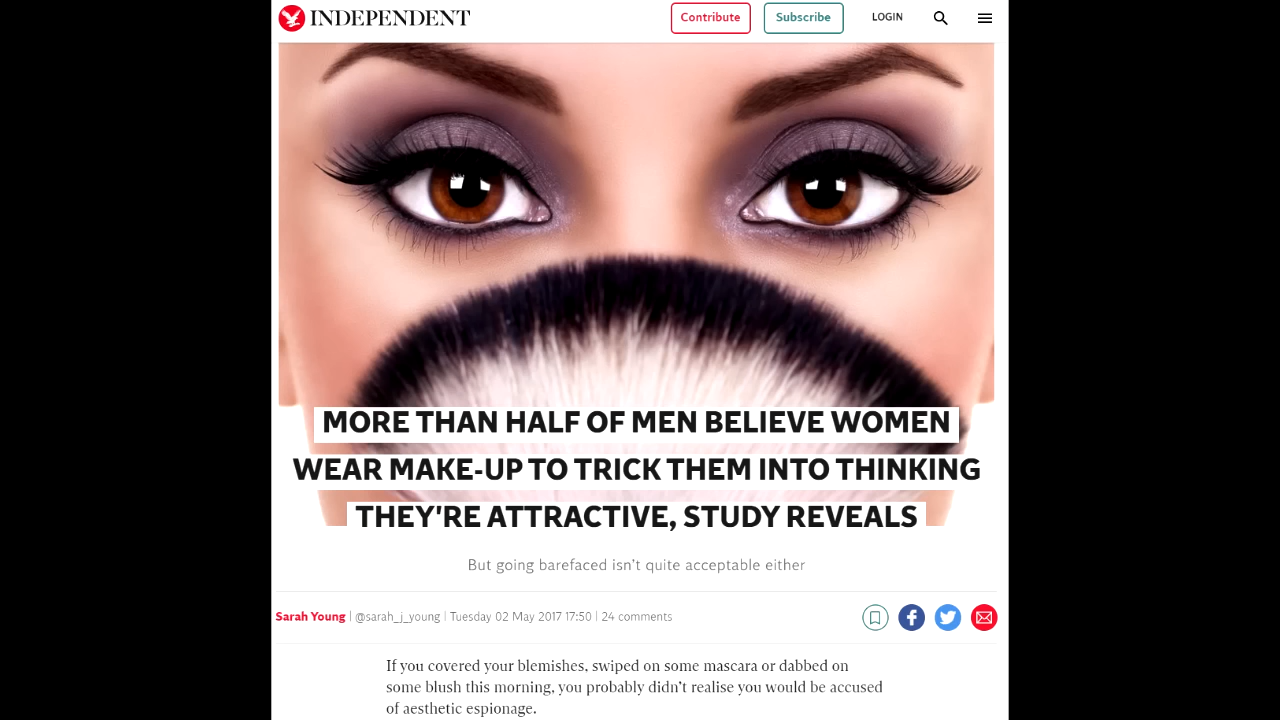 INDEPENDENT
Contribute
Subscribe
LOGIN
MORE THAN HALF OF MEN BELIEVE WOMEN
WEAR MAKE-UP TO TRICK THEM INTO THINKING
THEY'RE ATTRACTIVE, STUDY REVEALS
But going barefaced isn't quite acceptable either
Sarah Young | @sarah_j_young | Tuesday 02 May 2017 17:50 | 24 comments
If you covered your blemishes, swiped on some mascara or dabbed on
some blush this morning, you probably didn't realise you would be accused
of aesthetic espionage.